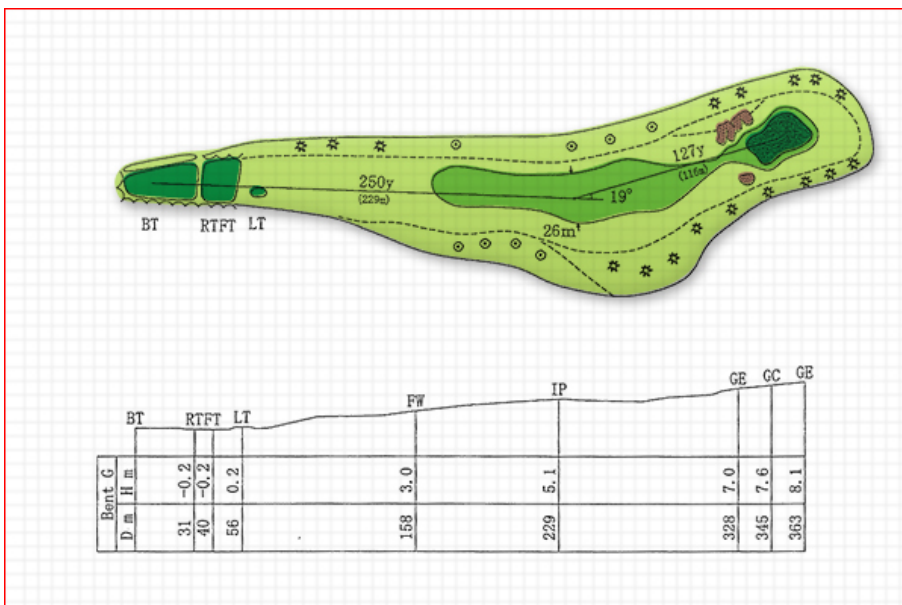 127y
(116m)
250y
(229m)
19°
26m
BT RTFT LT
BT RTFT LT FW IP GE GC GE
Bent G
H m -0.2 -0.2 0.2 3.0 5.1 7.0 7.6 8.1
D m 31 40 56 158 229 328 345 363